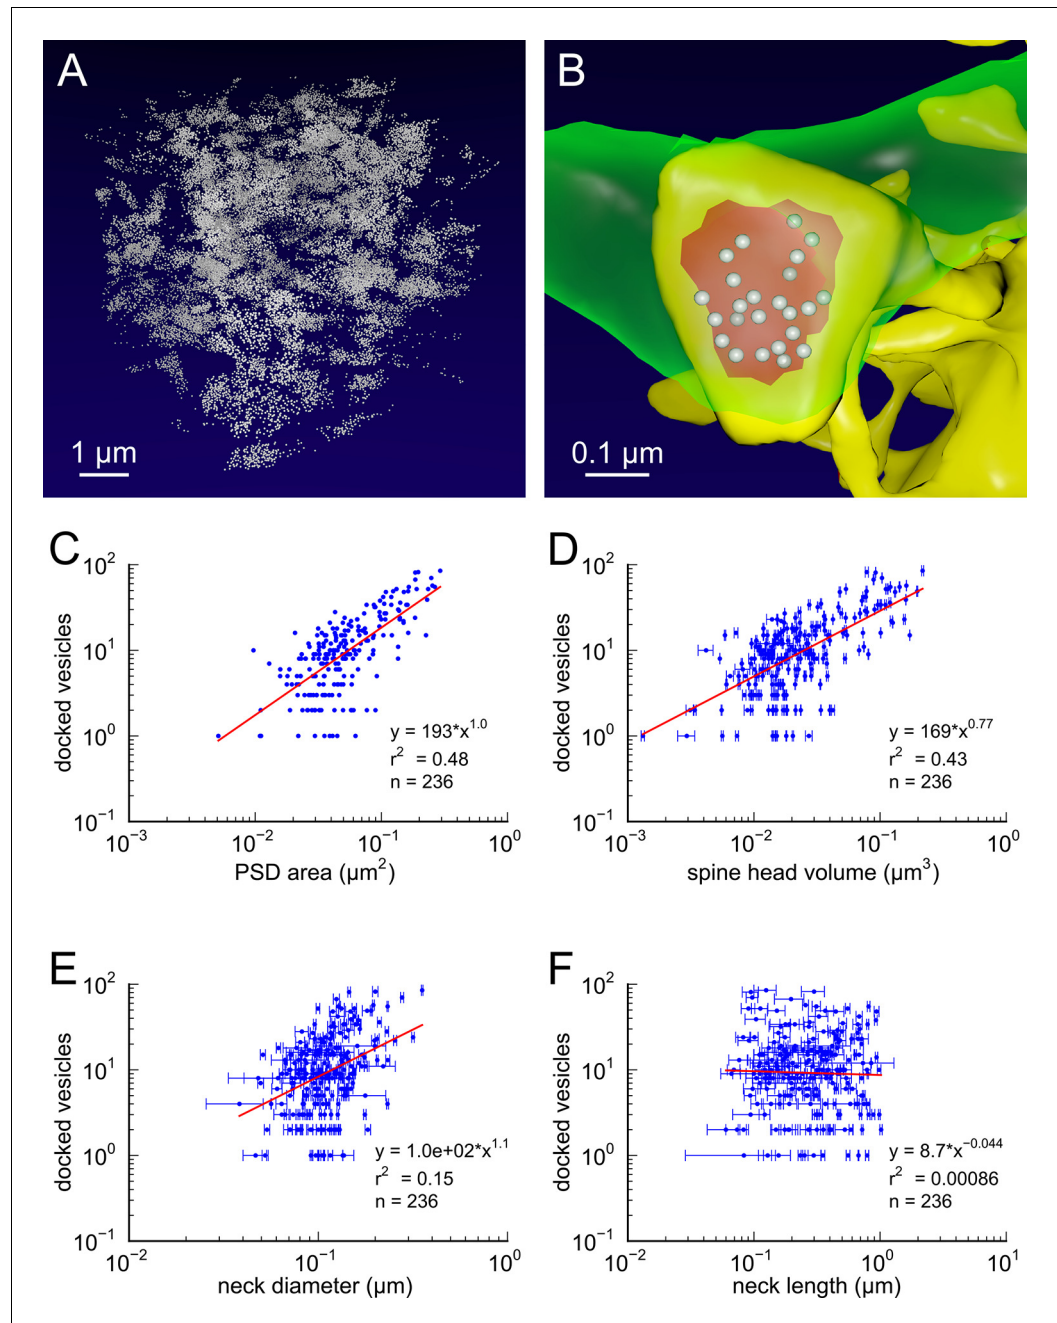 A
1 µm
B
0.1 µm
C
10² 
10¹
10⁰
10⁻¹
docked vesicles
y = 193*x^1.0
r² = 0.48
n = 236
10⁻³ 10⁻² 10⁻¹ 10⁰
PSD area (µm²)
D
10²
10¹
10⁰
10⁻¹
docked vesicles
y = 169*x^0.77
r² = 0.43
n = 236
10⁻³ 10⁻² 10⁻¹ 10⁰
spine head volume (µm³)
E
10²
10¹
10⁰
10⁻¹
docked vesicles
y = 1.0e+02*x^1.1
r² = 0.15
n = 236
10⁻² 10⁻¹ 10⁰
neck diameter (µm)
F
10²
10¹
10⁰
10⁻¹
docked vesicles
y = 8.7*x^−0.044
r² = 0.00086
n = 236
10⁻² 10⁻¹ 10⁰ 10¹
neck length (µm)